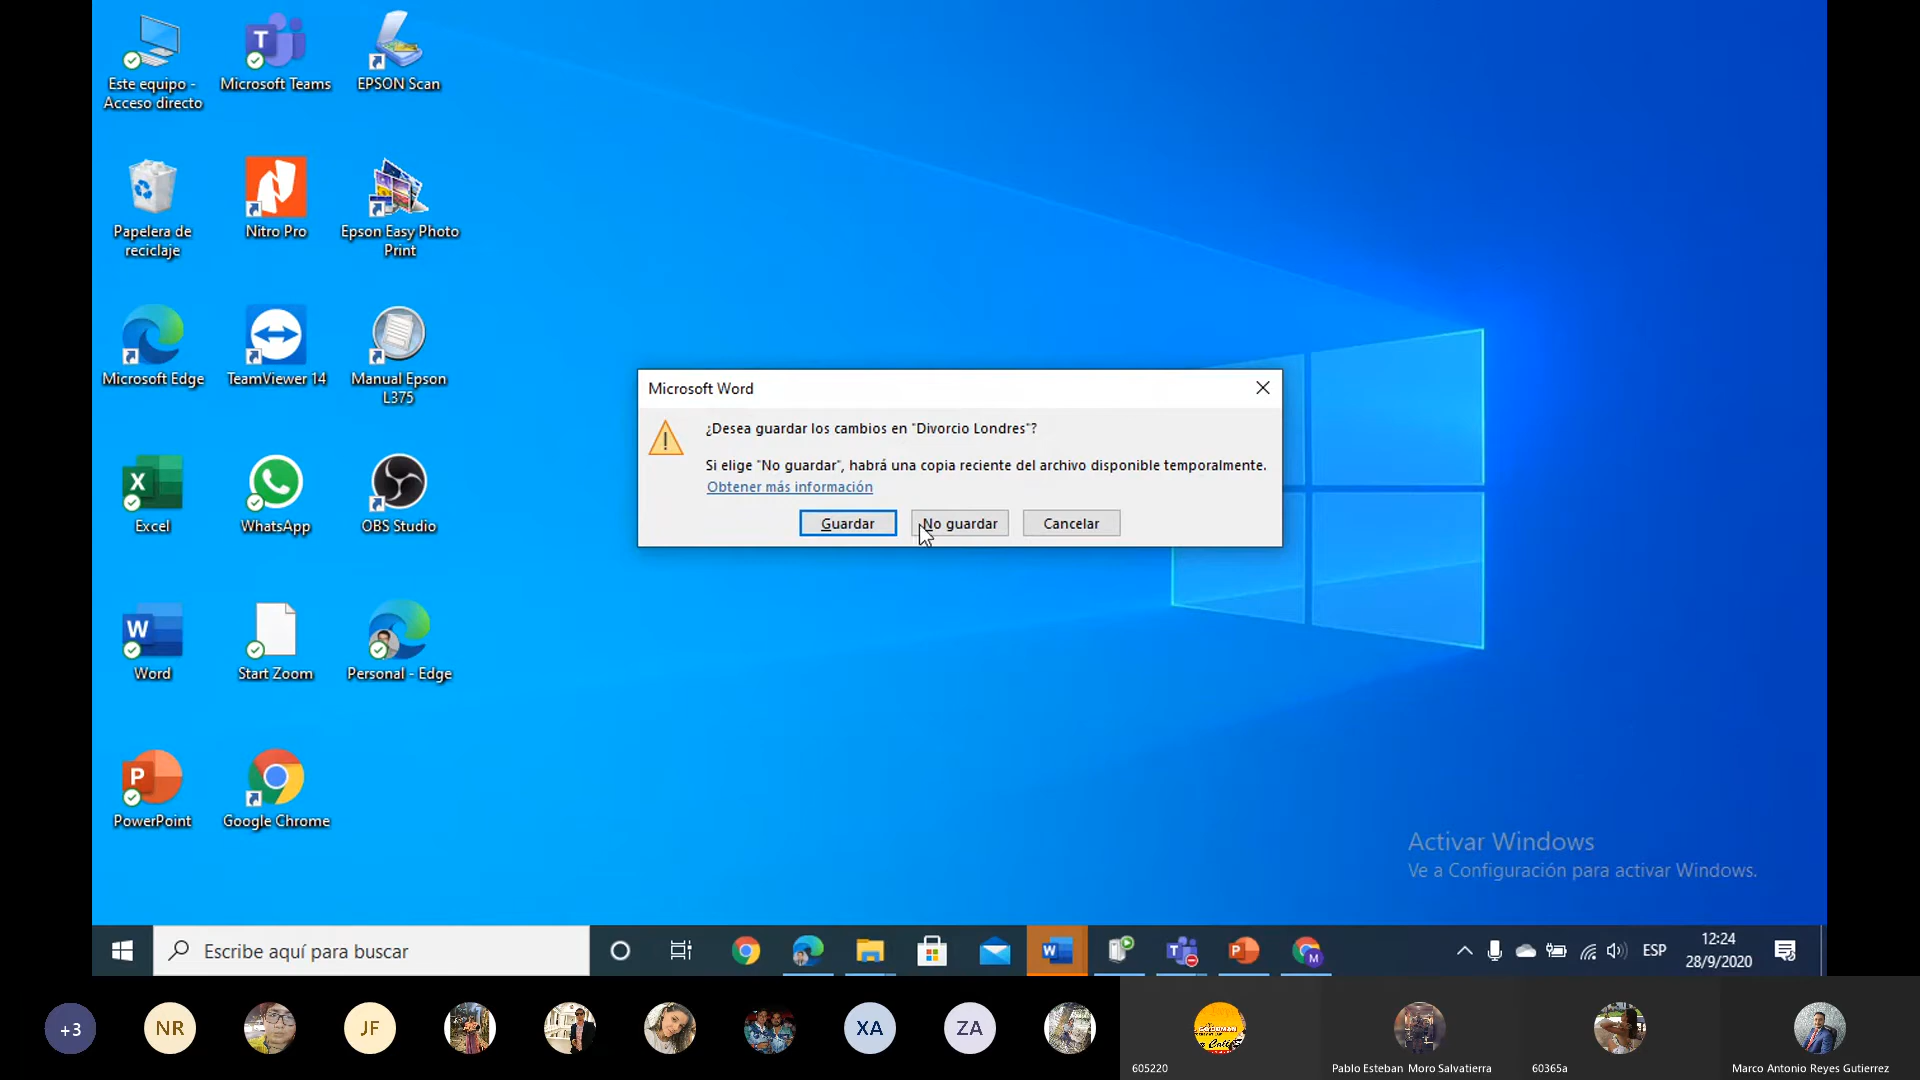 Este equipo -
Acceso directo
Microsoft Teams
EPSON Scan
Papelera de
reciclaje
Nitro Pro
Epson Easy Photo
Print
Microsoft Edge
TeamViewer 14
Manual Epson
L375
Microsoft Word
¿Desea guardar los cambios en "Divorcio Londres"?
Si elige "No guardar", habrá una copia reciente del archivo disponible temporalmente.
Obtener más información
Guardar
No guardar
Cancelar
Excel
WhatsApp
OBS Studio
Word
Start Zoom
Personal - Edge
PowerPoint
Google Chrome
Activar Windows
Ve a Configuración para activar Windows.
Escribe aquí para buscar
ESP
12:24
28/9/2020
+3
NR
JF
XA
ZA
605220
Pablo Esteban Moro Salvatierra
60365a
Marco Antonio Reyes Gutierrez